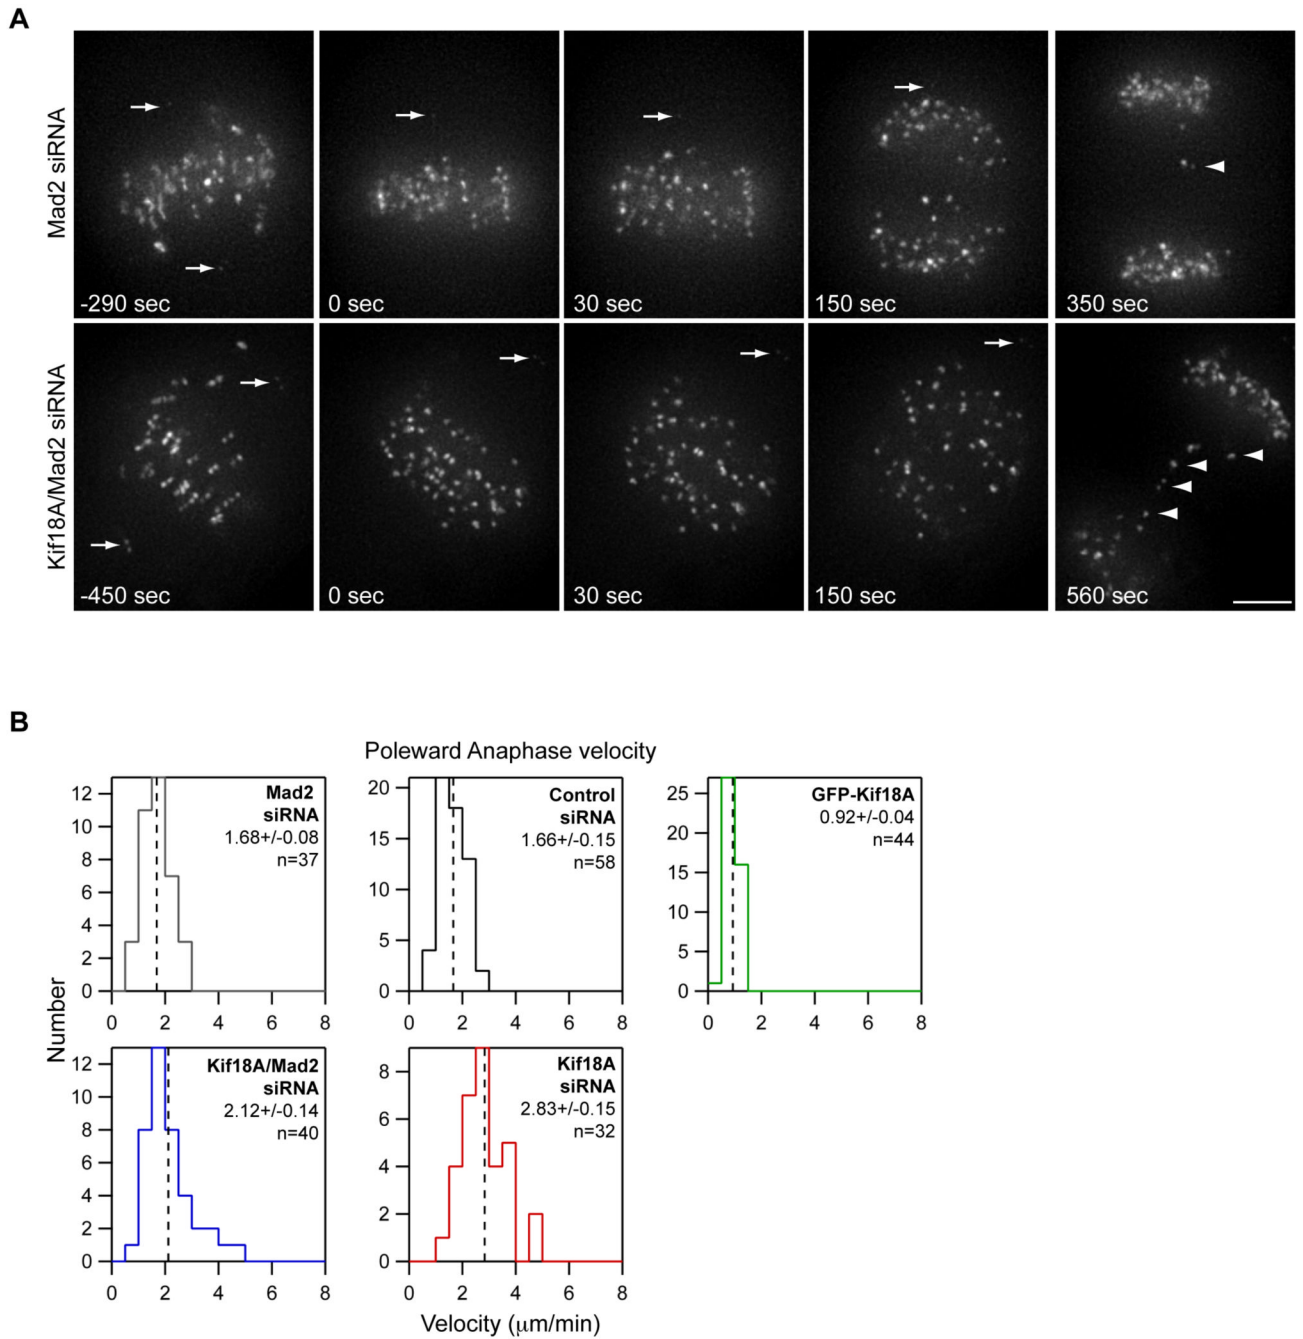 A
Mad2 siRNA
-290 sec
0 sec
30 sec
150 sec
350 sec
Kif18A/Mad2 siRNA
-450 sec
0 sec
30 sec
150 sec
560 sec
B
Poleward Anaphase velocity
Number
12
10
8
6
4
2
0
0 2 4 6 8
Mad2
siRNA
1.68+/-0.08
n=37
20
15
10
5
0
0 2 4 6 8
Control
siRNA
1.66+/-0.15
n=58
25
20
15
10
5
0
0 2 4 6 8
GFP-Kif18A
0.92+/-0.04
n=44
12
10
8
6
4
2
0
0 2 4 6 8
Kif18A/Mad2
siRNA
2.12+/-0.14
n=40
8
6
4
2
0
0 2 4 6 8
Kif18A
siRNA
2.83+/-0.15
n=32
Velocity (μm/min)